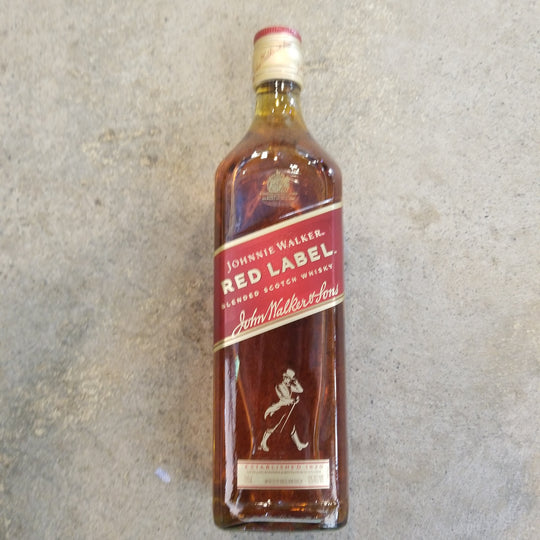 JOHNNIE WALKER
RED LABEL
BLENDED SCOTCH WHISKY
John Walker & Sons
ESTABLISHED 1820